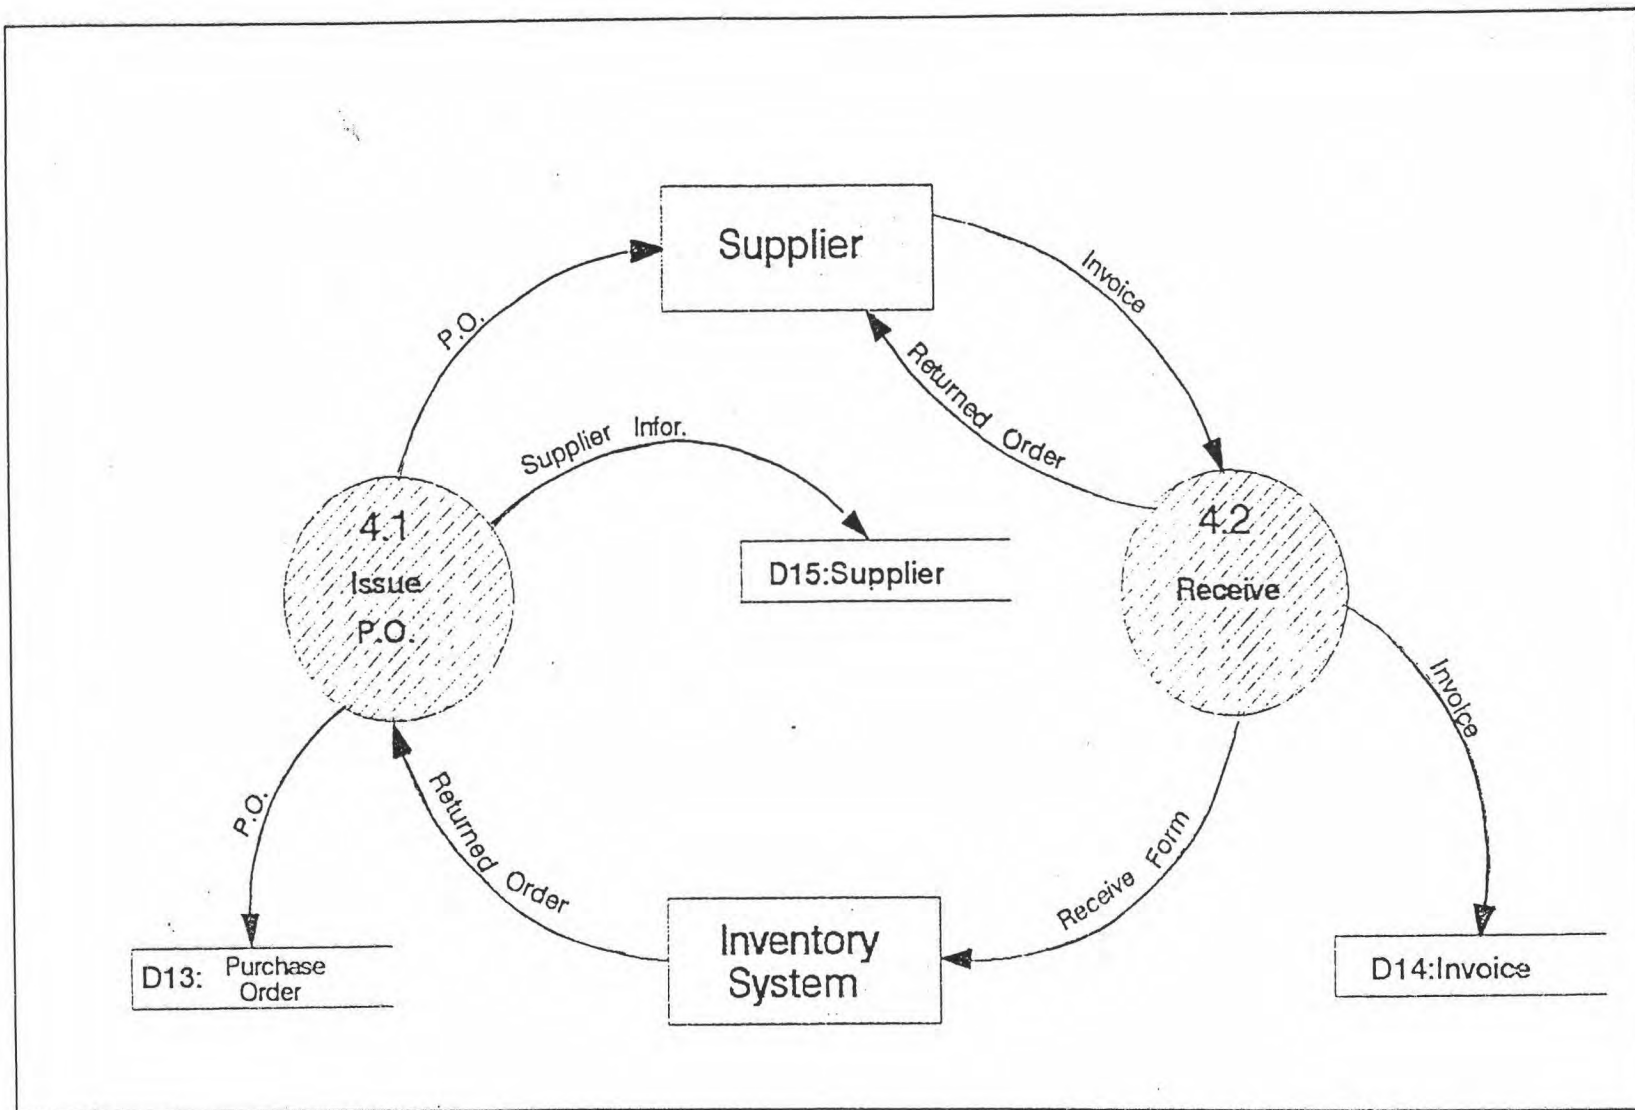 Supplier
Invoice
P.O.
Returned Order
Supplier Infor.
4.1
Issue
P.O.
4.2
Receive
D15:Supplier
Invoice
P.O.
Returned Order
Receive Form
Inventory
System
D13: Purchase
Order
D14:Invoice